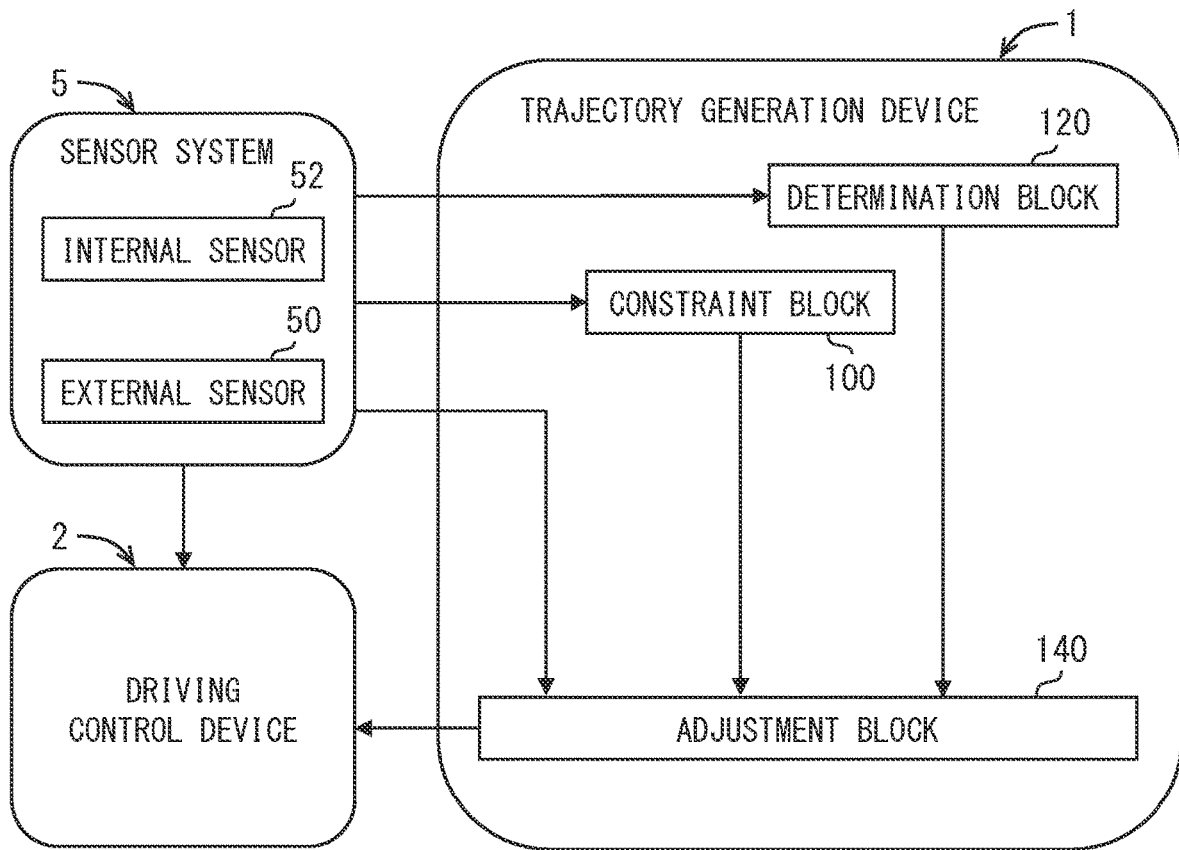 1
5
TRAJECTORY GENERATION DEVICE
SENSOR SYSTEM
120
52
DETERMINATION BLOCK
INTERNAL SENSOR
CONSTRAINT BLOCK
50
100
EXTERNAL SENSOR
2
140
DRIVING
CONTROL DEVICE
ADJUSTMENT BLOCK